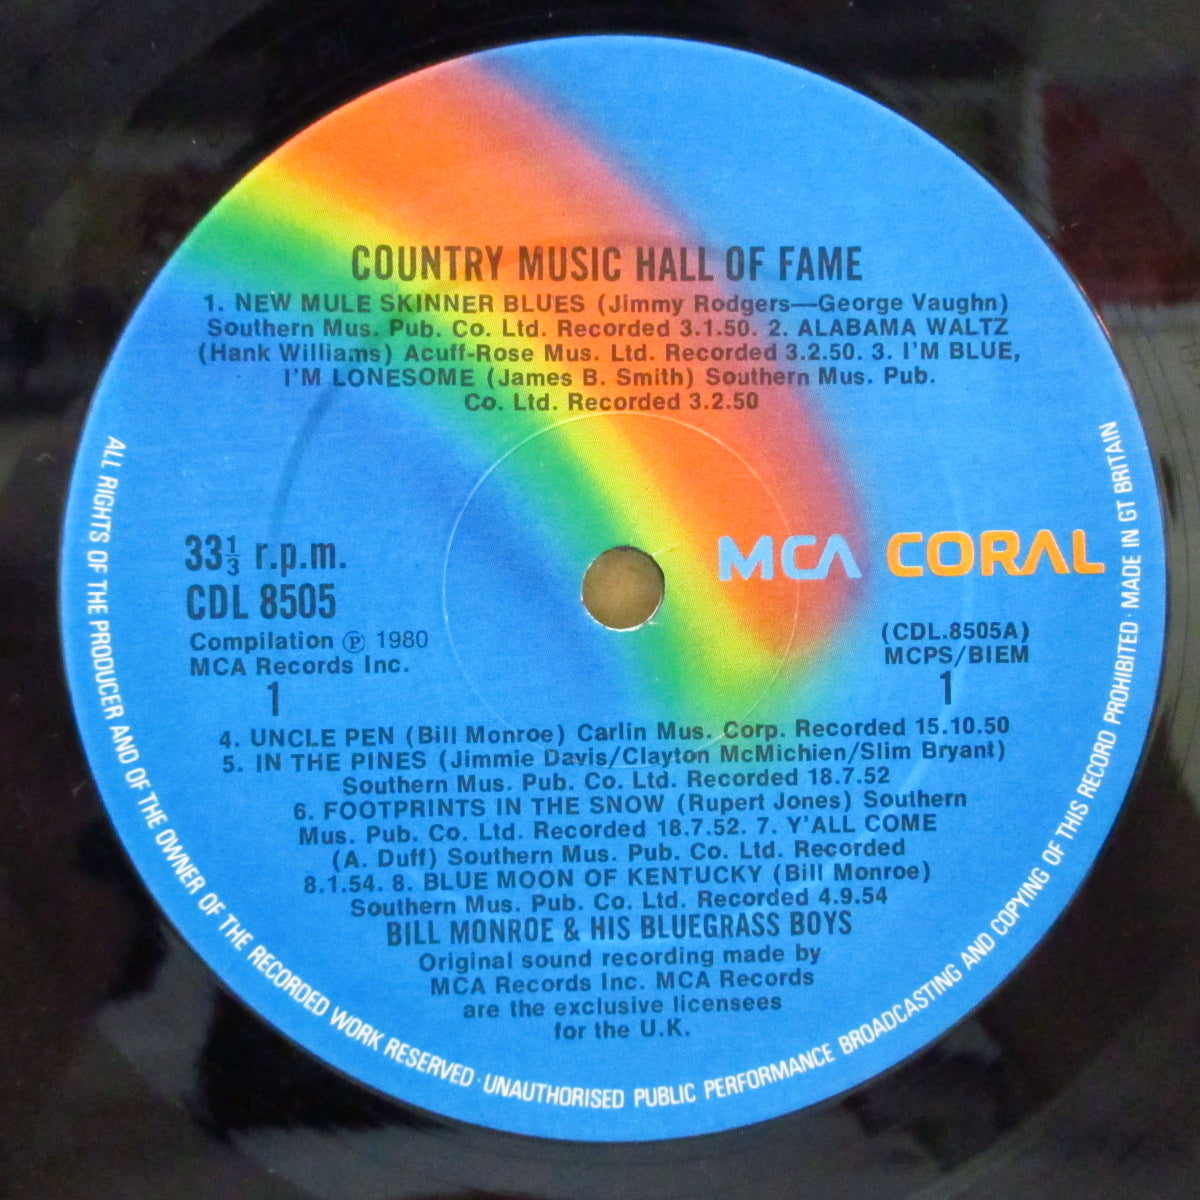 COUNTRY MUSIC HALL OF FAME
1. NEW MULE SKINNER BLUES (Jimmy Rodgers—George Vaughn)
Southern Mus. Pub. Co. Ltd. Recorded 3.1.50. 2. ALABAMA WALTZ
(Hank Williams) Acuff-Rose Mus. Ltd. Recorded 3.2.50. 3. I'M BLUE,
I'M LONESOME (James B. Smith) Southern Mus. Pub.
Co. Ltd. Recorded 3.2.50
33⅓ r.p.m.
CDL 8505
Compilation ℗ 1980
MCA Records Inc.
1
MCA CORAL
(CDL.8505A)
MCPS/BIEM
1
4. UNCLE PEN (Bill Monroe) Carlin Mus. Corp. Recorded 15.10.50
5. IN THE PINES (Jimmie Davis/Clayton McMichien/Slim Bryant)
Southern Mus. Pub. Co. Ltd. Recorded 18.7.52
6. FOOTPRINTS IN THE SNOW (Rupert Jones) Southern
Mus. Pub. Co. Ltd. Recorded 18.7.52. 7. Y'ALL COME
(A. Duff) Southern Mus. Pub. Co. Ltd. Recorded
8.1.54. 8. BLUE MOON OF KENTUCKY (Bill Monroe)
Southern Mus. Pub. Co. Ltd. Recorded 4.9.54
BILL MONROE & HIS BLUEGRASS BOYS
Original sound recording made by
MCA Records Inc. MCA Records
are the exclusive licensees
for the U.K.
ALL RIGHTS OF THE PRODUCER AND OF THE OWNER OF THE RECORDED WORK RESERVED · UNAUTHORISED PUBLIC PERFORMANCE BROADCASTING AND COPYING OF THIS RECORD PROHIBITED · MADE IN GT BRITAIN